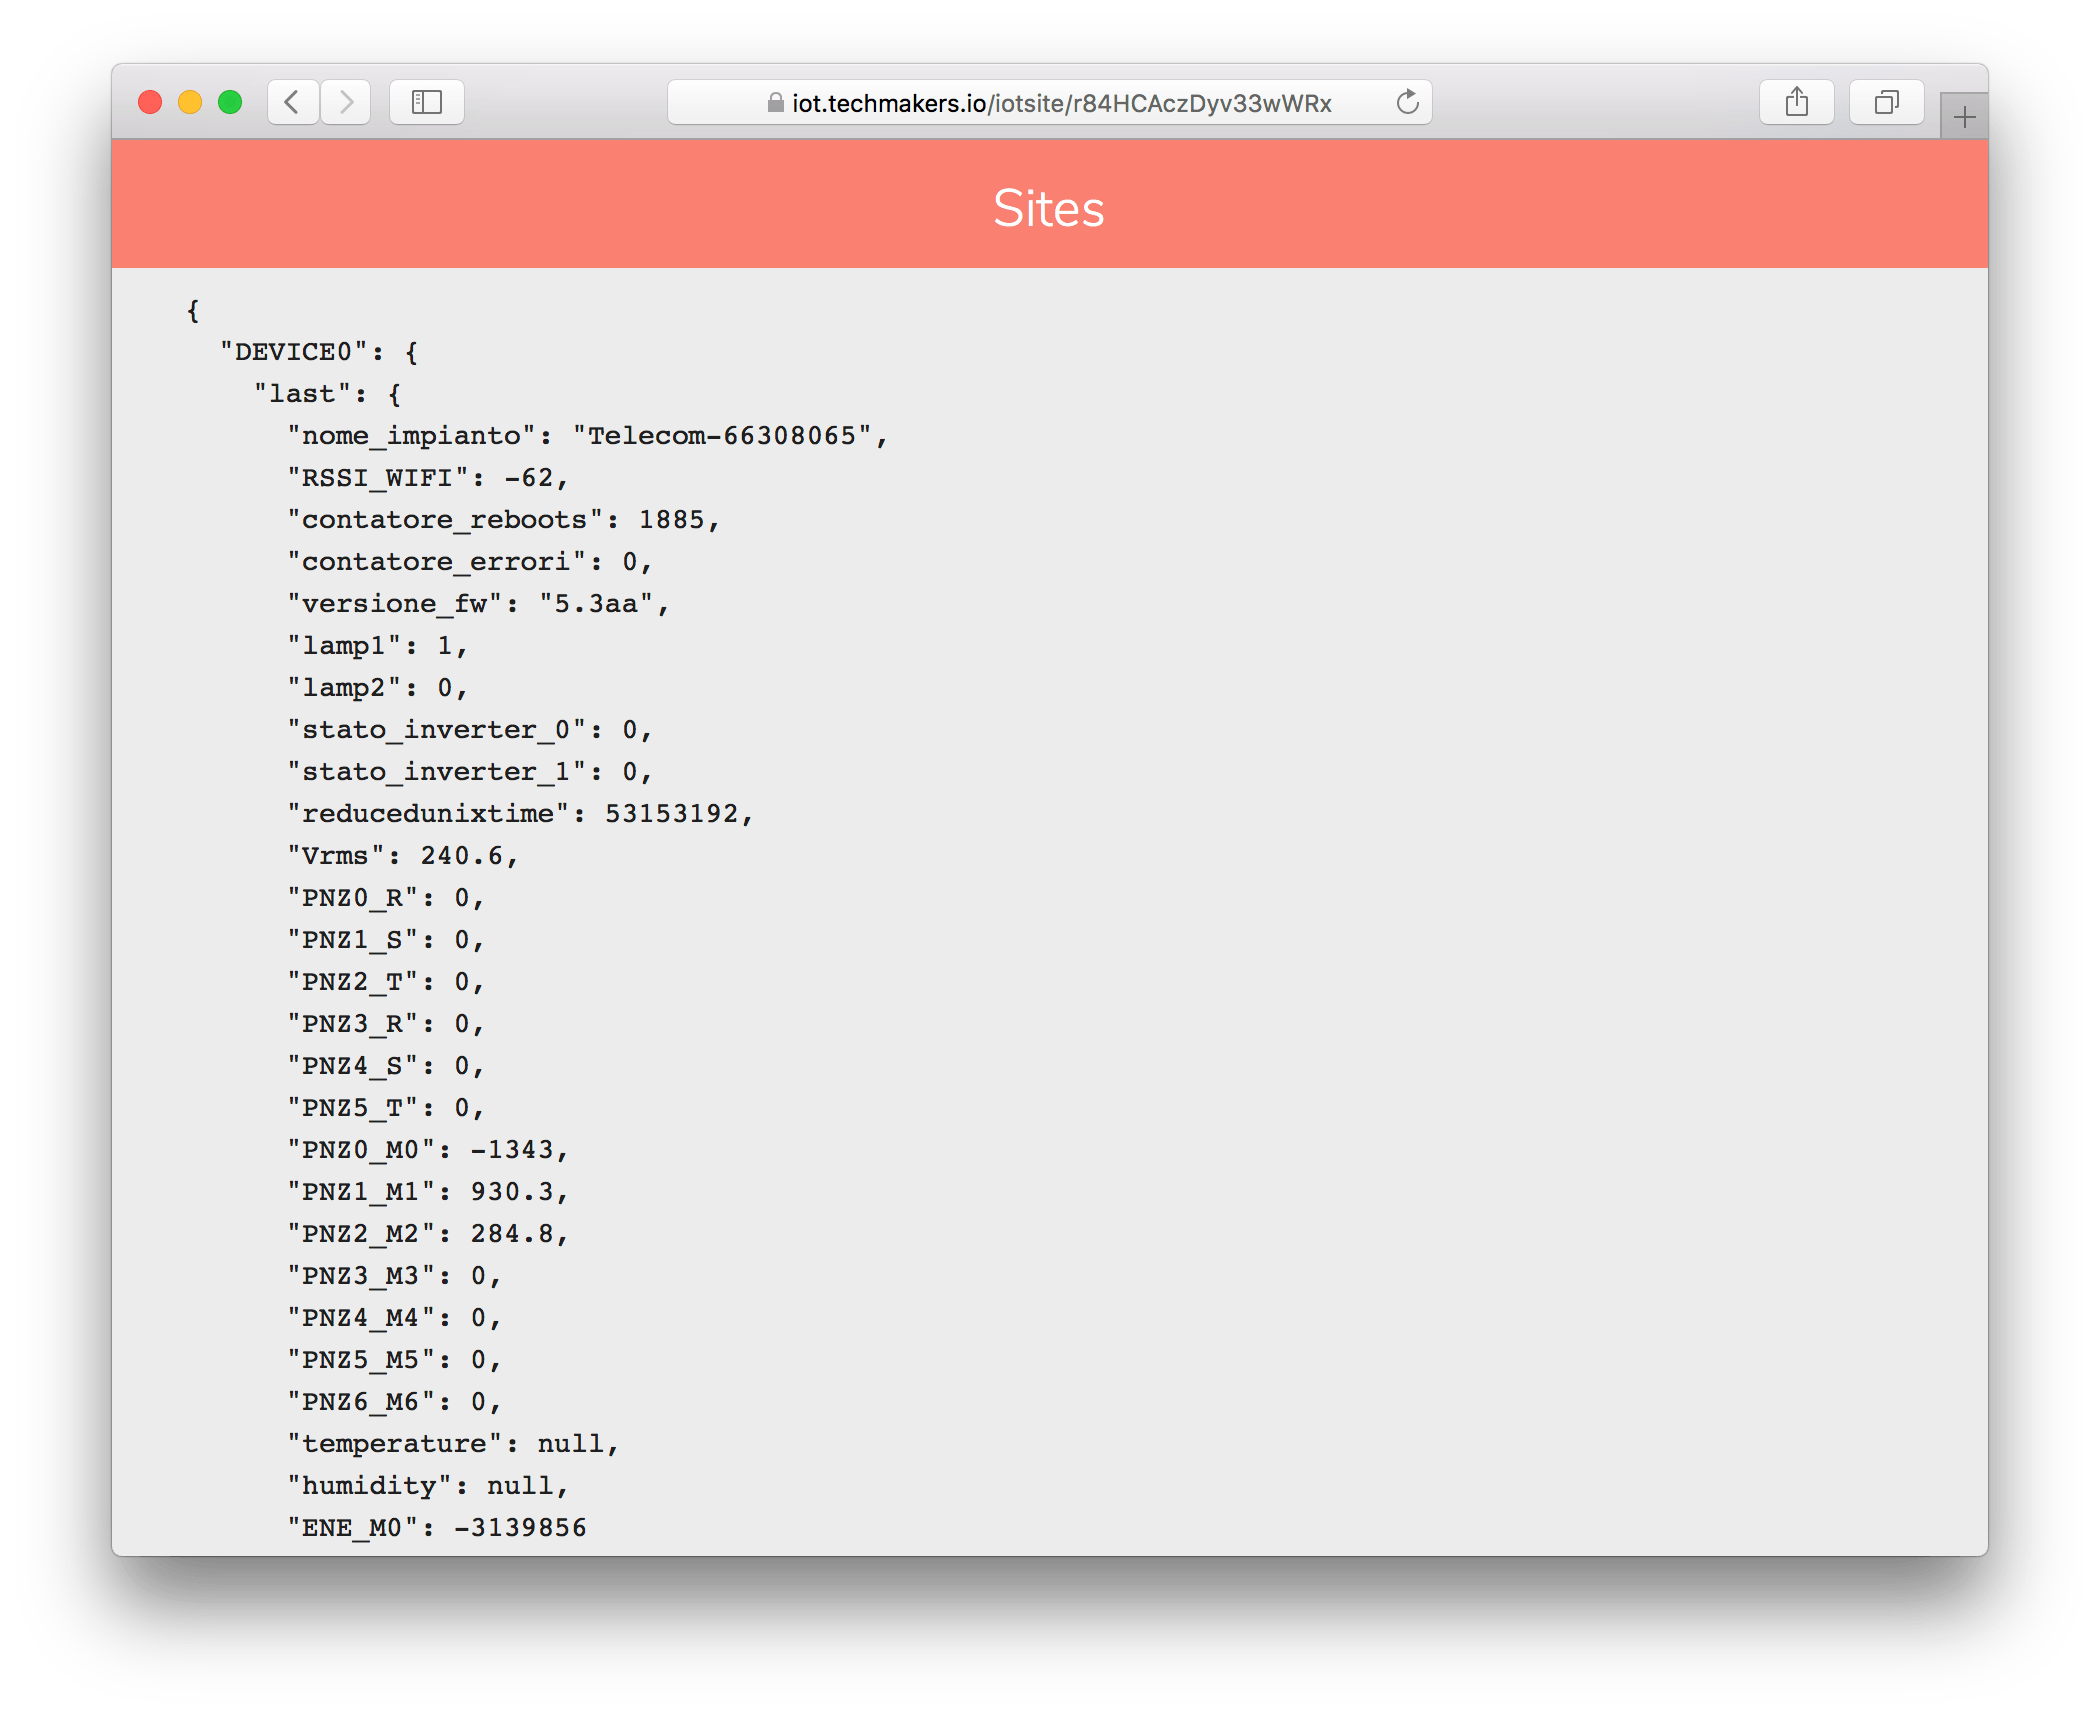 iot.techmakers.io/iotsite/r84HCAczDyv33wWRx
Sites
{
"DEVICE0": {
"last": {
"nome_impianto": "Telecom-66308065",
"RSSI_WIFI": -62,
"contatore_reboots": 1885,
"contatore_errori": 0,
"versione_fw": "5.3aa",
"lamp1": 1,
"lamp2": 0,
"stato_inverter_0": 0,
"stato_inverter_1": 0,
"reducedunixtime": 53153192,
"Vrms": 240.6,
"PNZ0_R": 0,
"PNZ1_S": 0,
"PNZ2_T": 0,
"PNZ3_R": 0,
"PNZ4_S": 0,
"PNZ5_T": 0,
"PNZ0_M0": -1343,
"PNZ1_M1": 930.3,
"PNZ2_M2": 284.8,
"PNZ3_M3": 0,
"PNZ4_M4": 0,
"PNZ5_M5": 0,
"PNZ6_M6": 0,
"temperature": null,
"humidity": null,
"ENE_M0": -3139856